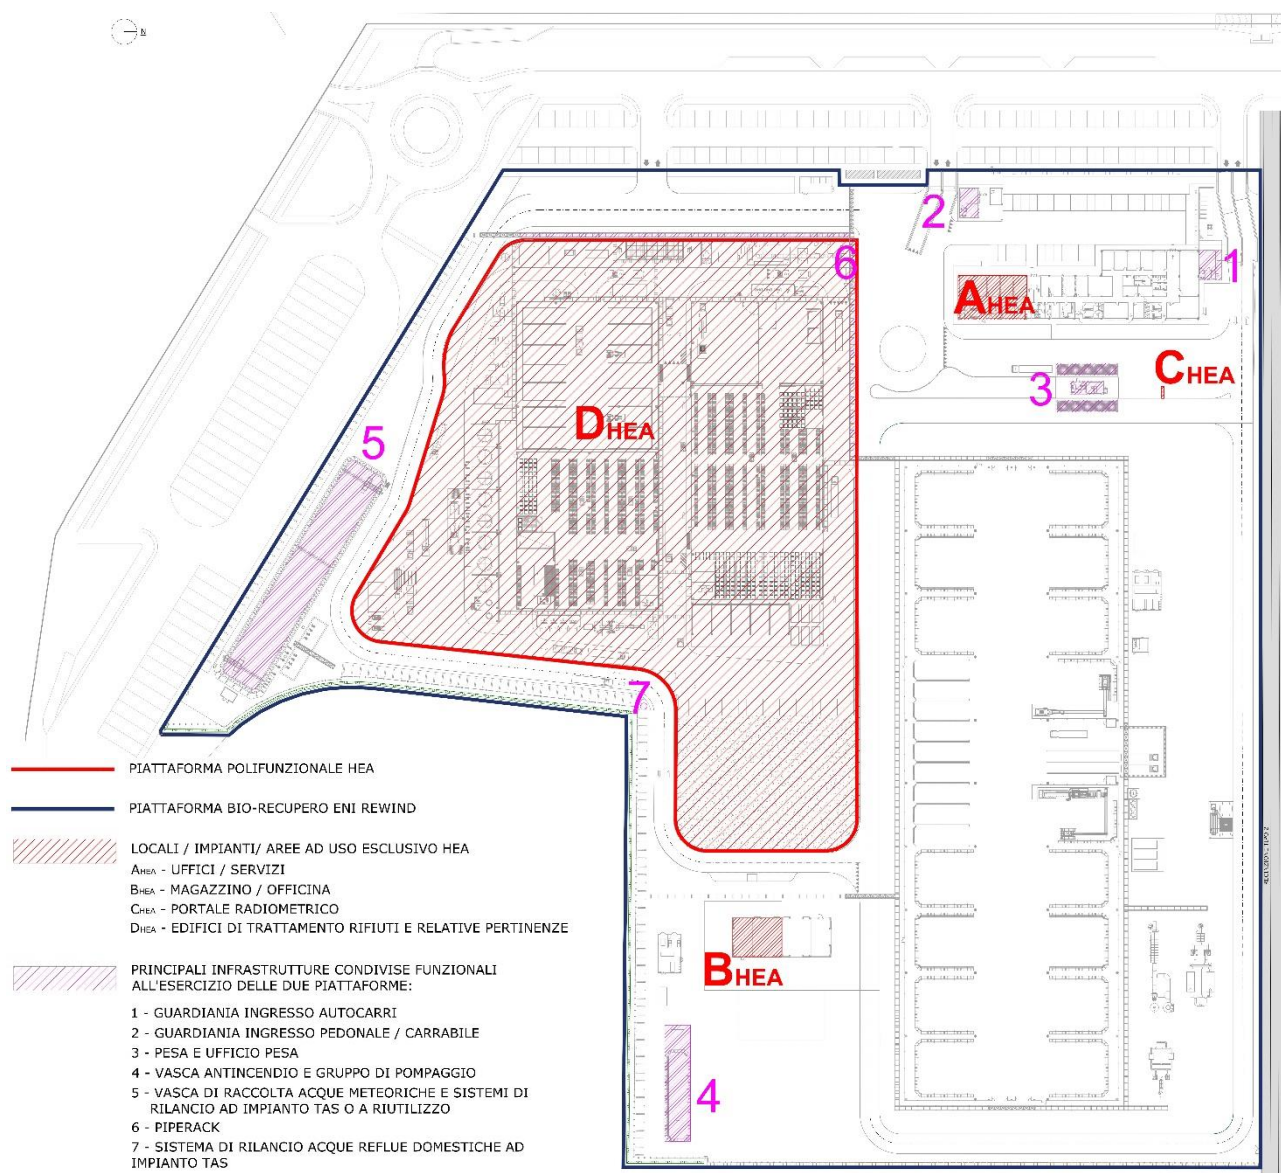 N
2
6
1
AHEA
3
CHEA
DHEA
5
7
BHEA
4
PIATTAFORMA POLIFUNZIONALE HEA
PIATTAFORMA BIO-RECUPERO ENI REWIND
LOCALI / IMPIANTI/ AREE AD USO ESCLUSIVO HEA
AHEA - UFFICI / SERVIZI
BHEA - MAGAZZINO / OFFICINA
CHEA - PORTALE RADIOMETRICO
DHEA - EDIFICI DI TRATTAMENTO RIFIUTI E RELATIVE PERTINENZE
PRINCIPALI INFRASTRUTTURE CONDIVISE FUNZIONALI
ALL'ESERCIZIO DELLE DUE PIATTAFORME:
1 - GUARDIANIA INGRESSO AUTOCARRI
2 - GUARDIANIA INGRESSO PEDONALE / CARRABILE
3 - PESA E UFFICIO PESA
4 - VASCA ANTINCENDIO E GRUPPO DI POMPAGGIO
5 - VASCA DI RACCOLTA ACQUE METEORICHE E SISTEMI DI
RILANCIO AD IMPIANTO TAS O A RIUTILIZZO
6 - PIPERACK
7 - SISTEMA DI RILANCIO ACQUE REFLUE DOMESTICHE AD
IMPIANTO TAS